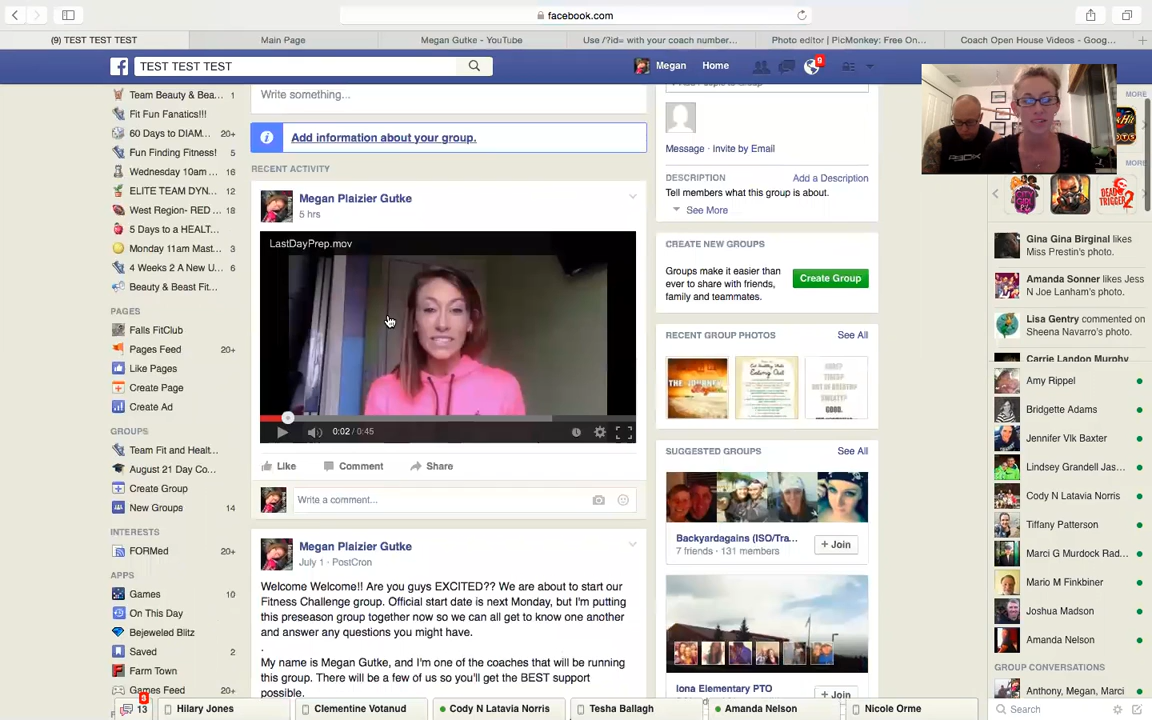 facebook.com
(9) TEST TEST TEST
Main Page
Megan Gutke - YouTube
Use /?id= with your coach number...
Photo editor | PicMonkey: Free On...
Coach Open House Videos - Goog...
TEST TEST TEST
Megan
Home
9
Team Beauty & Bea... 1
Fit Fun Fanatics!!!
60 Days to DIAM... 20+
Fun Finding Fitness! 5
Wednesday 10am ... 16
ELITE TEAM DYN... 12
West Region- RED ... 18
5 Days to a HEALT...
Monday 11am Mast... 3
4 Weeks 2 A New U... 6
Beauty & Beast Fit...
PAGES
Falls FitClub
Pages Feed 20+
Like Pages
Create Page
Create Ad
GROUPS
Team Fit and Healt...
August 21 Day Co...
Create Group
New Groups 14
INTERESTS
FORMed 20+
APPS
Games 10
On This Day
Bejeweled Blitz
Saved 2
Farm Town
Games Feed 20+
Write something...
Add information about your group.
RECENT ACTIVITY
Megan Plaizier Gutke
5 hrs
LastDayPrep.mov
0:02 / 0:45
Like Comment Share
Write a comment...
Megan Plaizier Gutke
July 1 · PostCron
Welcome Welcome!! Are you guys EXCITED?? We are about to start our
Fitness Challenge group. Official start date is next Monday, but I'm putting
this preseason group together now so we can all get to know one another
and answer any questions you might have.
.
My name is Megan Gutke, and I'm one of the coaches that will be running
this group. There will be a few of us so you'll get the BEST support
possible.
Message · Invite by Email
DESCRIPTION Add a Description
Tell members what this group is about.
See More
CREATE NEW GROUPS
Groups make it easier than
ever to share with friends,
family and teammates.
Create Group
RECENT GROUP PHOTOS See All
THE JOURNEY
Eating Out
GOOD.
SUGGESTED GROUPS See All
Backyardagains (ISO/Tra...
7 friends · 131 members
+ Join
Iona Elementary PTO
+ Join
P90X
MORE
MORE
DEAD TRIGGER 2
Gina Gina Birginal likes
Miss Prestin's photo.
Amanda Sonner likes Jess
N Joe Lanham's photo.
Lisa Gentry commented on
Sheena Navarro's photo.
Carrie Landon Murphy
Amy Rippel
Bridgette Adams
Jennifer Vlk Baxter
Lindsey Grandell Jas...
Cody N Latavia Norris
Tiffany Patterson
Marci G Murdock Rad...
Mario M Finkbiner
Joshua Madson
Amanda Nelson
GROUP CONVERSATIONS
Anthony, Megan, Marci
Search
3
13
Hilary Jones
Clementine Votanud
Cody N Latavia Norris
Tesha Ballagh
Amanda Nelson
Nicole Orme